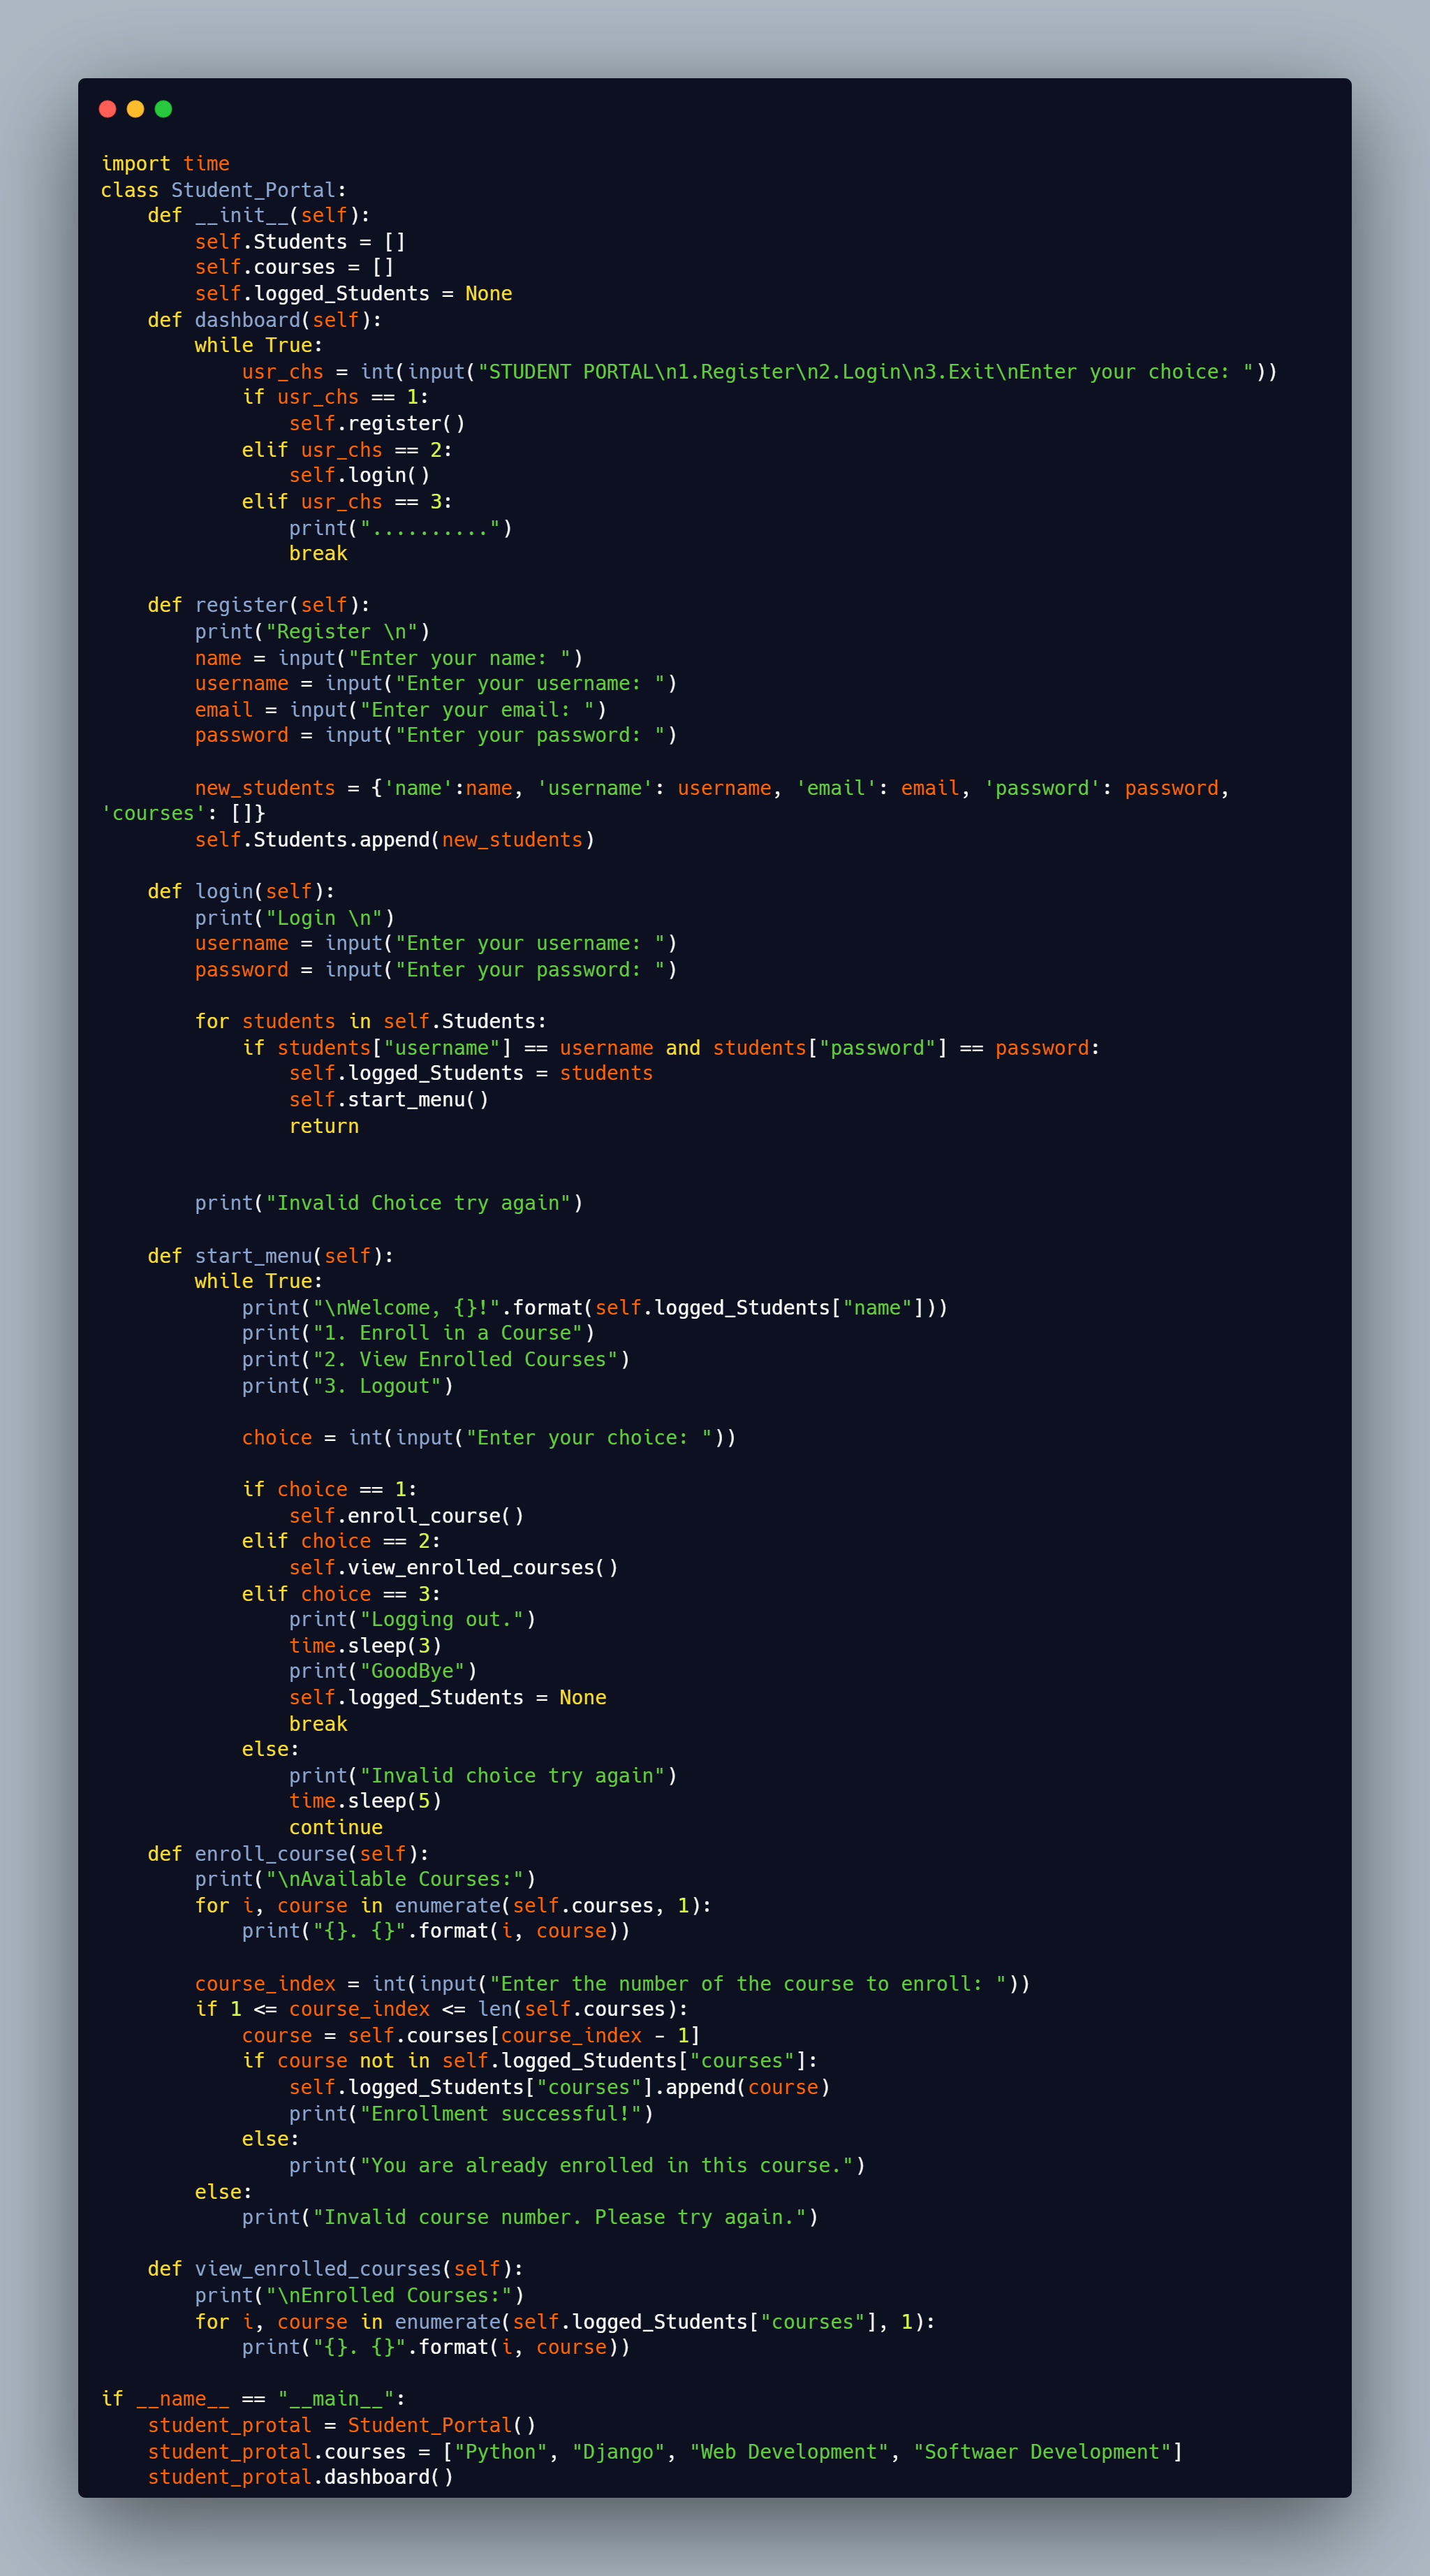 import time
class Student_Portal:
    def __init__(self):
        self.Students = []
        self.courses = []
        self.logged_Students = None
    def dashboard(self):
        while True:
            usr_chs = int(input("STUDENT PORTAL\n1.Register\n2.Login\n3.Exit\nEnter your choice: "))
            if usr_chs == 1:
                self.register()
            elif usr_chs == 2:
                self.login()
            elif usr_chs == 3:
                print("..........")
                break

    def register(self):
        print("Register \n")
        name = input("Enter your name: ")
        username = input("Enter your username: ")
        email = input("Enter your email: ")
        password = input("Enter your password: ")

        new_students = {'name':name, 'username': username, 'email': email, 'password': password,
'courses': []}
        self.Students.append(new_students)

    def login(self):
        print("Login \n")
        username = input("Enter your username: ")
        password = input("Enter your password: ")

        for students in self.Students:
            if students["username"] == username and students["password"] == password:
                self.logged_Students = students
                self.start_menu()
                return


        print("Invalid Choice try again")

    def start_menu(self):
        while True:
            print("\nWelcome, {}!".format(self.logged_Students["name"]))
            print("1. Enroll in a Course")
            print("2. View Enrolled Courses")
            print("3. Logout")

            choice = int(input("Enter your choice: "))

            if choice == 1:
                self.enroll_course()
            elif choice == 2:
                self.view_enrolled_courses()
            elif choice == 3:
                print("Logging out.")
                time.sleep(3)
                print("GoodBye")
                self.logged_Students = None
                break
            else:
                print("Invalid choice try again")
                time.sleep(5)
                continue
    def enroll_course(self):
        print("\nAvailable Courses:")
        for i, course in enumerate(self.courses, 1):
            print("{}. {}".format(i, course))

        course_index = int(input("Enter the number of the course to enroll: "))
        if 1 <= course_index <= len(self.courses):
            course = self.courses[course_index - 1]
            if course not in self.logged_Students["courses"]:
                self.logged_Students["courses"].append(course)
                print("Enrollment successful!")
            else:
                print("You are already enrolled in this course.")
        else:
            print("Invalid course number. Please try again.")

    def view_enrolled_courses(self):
        print("\nEnrolled Courses:")
        for i, course in enumerate(self.logged_Students["courses"], 1):
            print("{}. {}".format(i, course))

if __name__ == "__main__":
    student_protal = Student_Portal()
    student_protal.courses = ["Python", "Django", "Web Development", "Softwaer Development"]
    student_protal.dashboard()